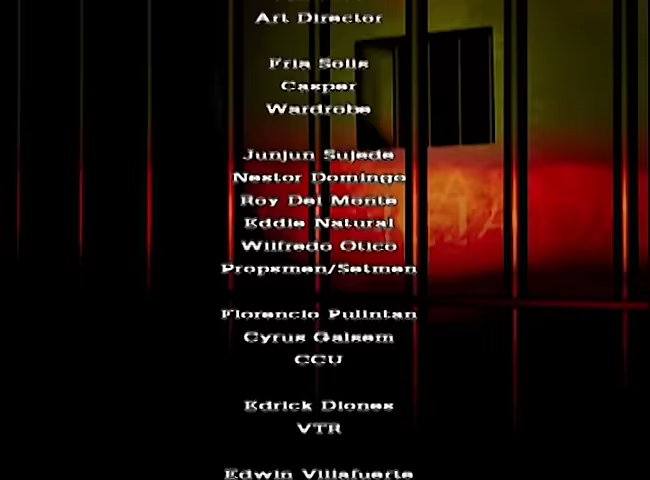 Art Director
Fria Solis
Casper
Wardrobe
Junjun Sujede
Nestor Domingo
Roy Del Monte
Eddie Natural
Wilfredo Otico
Propsmen/Setmen
Florencio Pulintan
Cyrus Galsem
CCU
Edrick Diones
VTR
Edwin Villafuerte